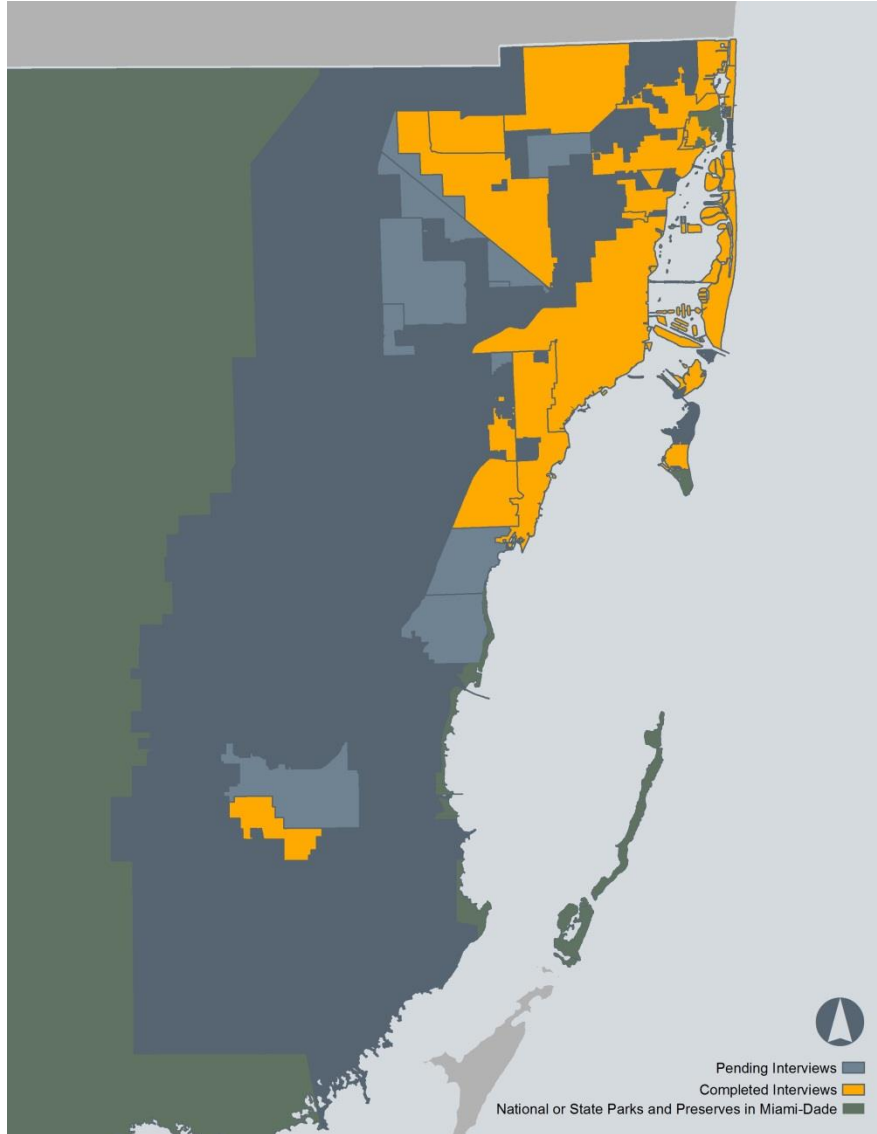 Pending Interviews
Completed Interviews
National or State Parks and Preserves in Miami-Dade